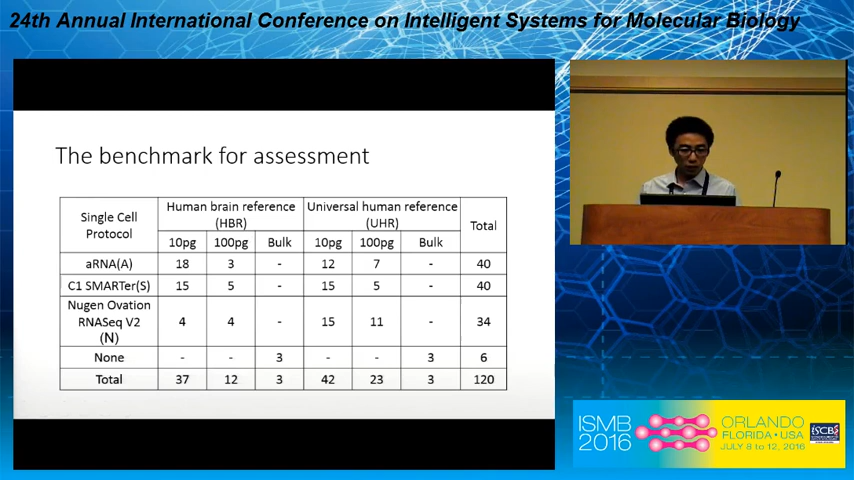 24th Annual International Conference on Intelligent Systems for Molecular Biology
The benchmark for assessment
Single Cell Protocol
Human brain reference (HBR)
Universal human reference (UHR)
Total
10pg 100pg Bulk 10pg 100pg Bulk
aRNA(A) 18 3 - 12 7 - 40
C1 SMARTer(S) 15 5 - 15 5 - 40
Nugen Ovation RNASeq V2 (N) 4 4 - 15 11 - 34
None - - 3 - - 3 6
Total 37 12 3 42 23 3 120
ISMB
2016
ORLANDO
FLORIDA • USA
JULY 8 to 12, 2016
ISCB